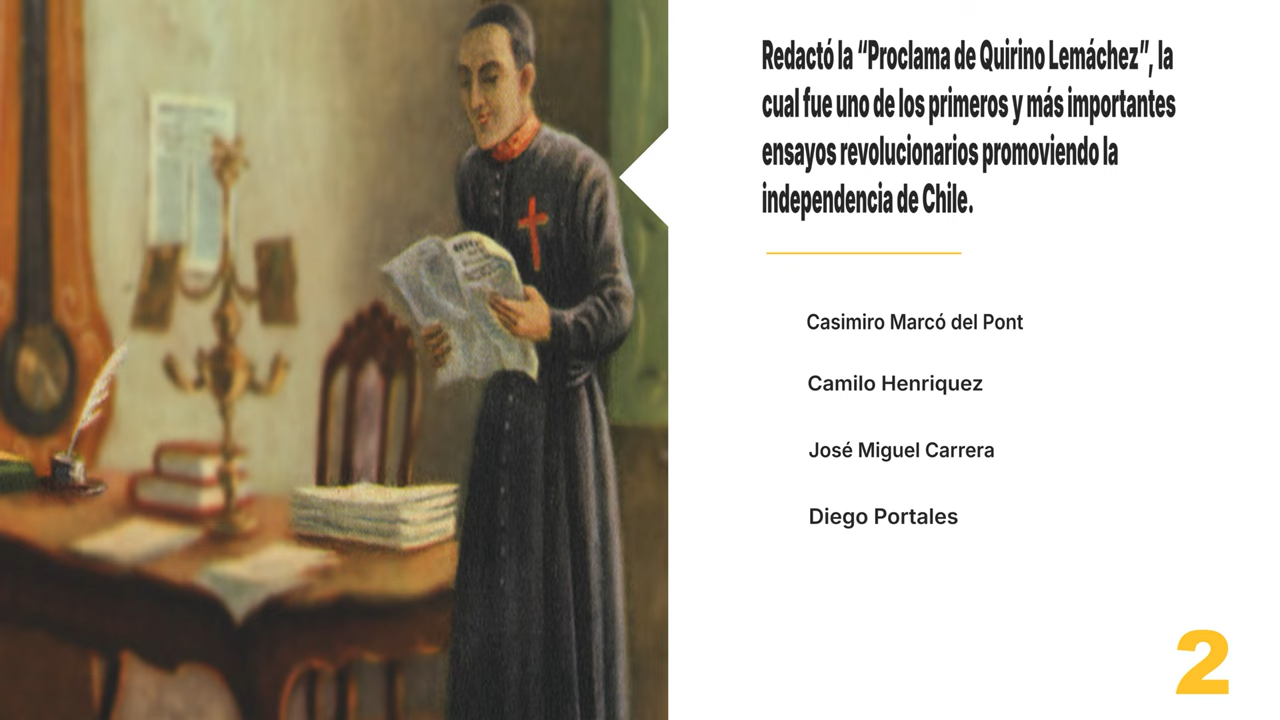 Redactó la “Proclama de Quirino Lemáchez”, la
cual fue uno de los primeros y más importantes
ensayos revolucionarios promoviendo la
independencia de Chile.
Casimiro Marcó del Pont
Camilo Henriquez
José Miguel Carrera
Diego Portales
2